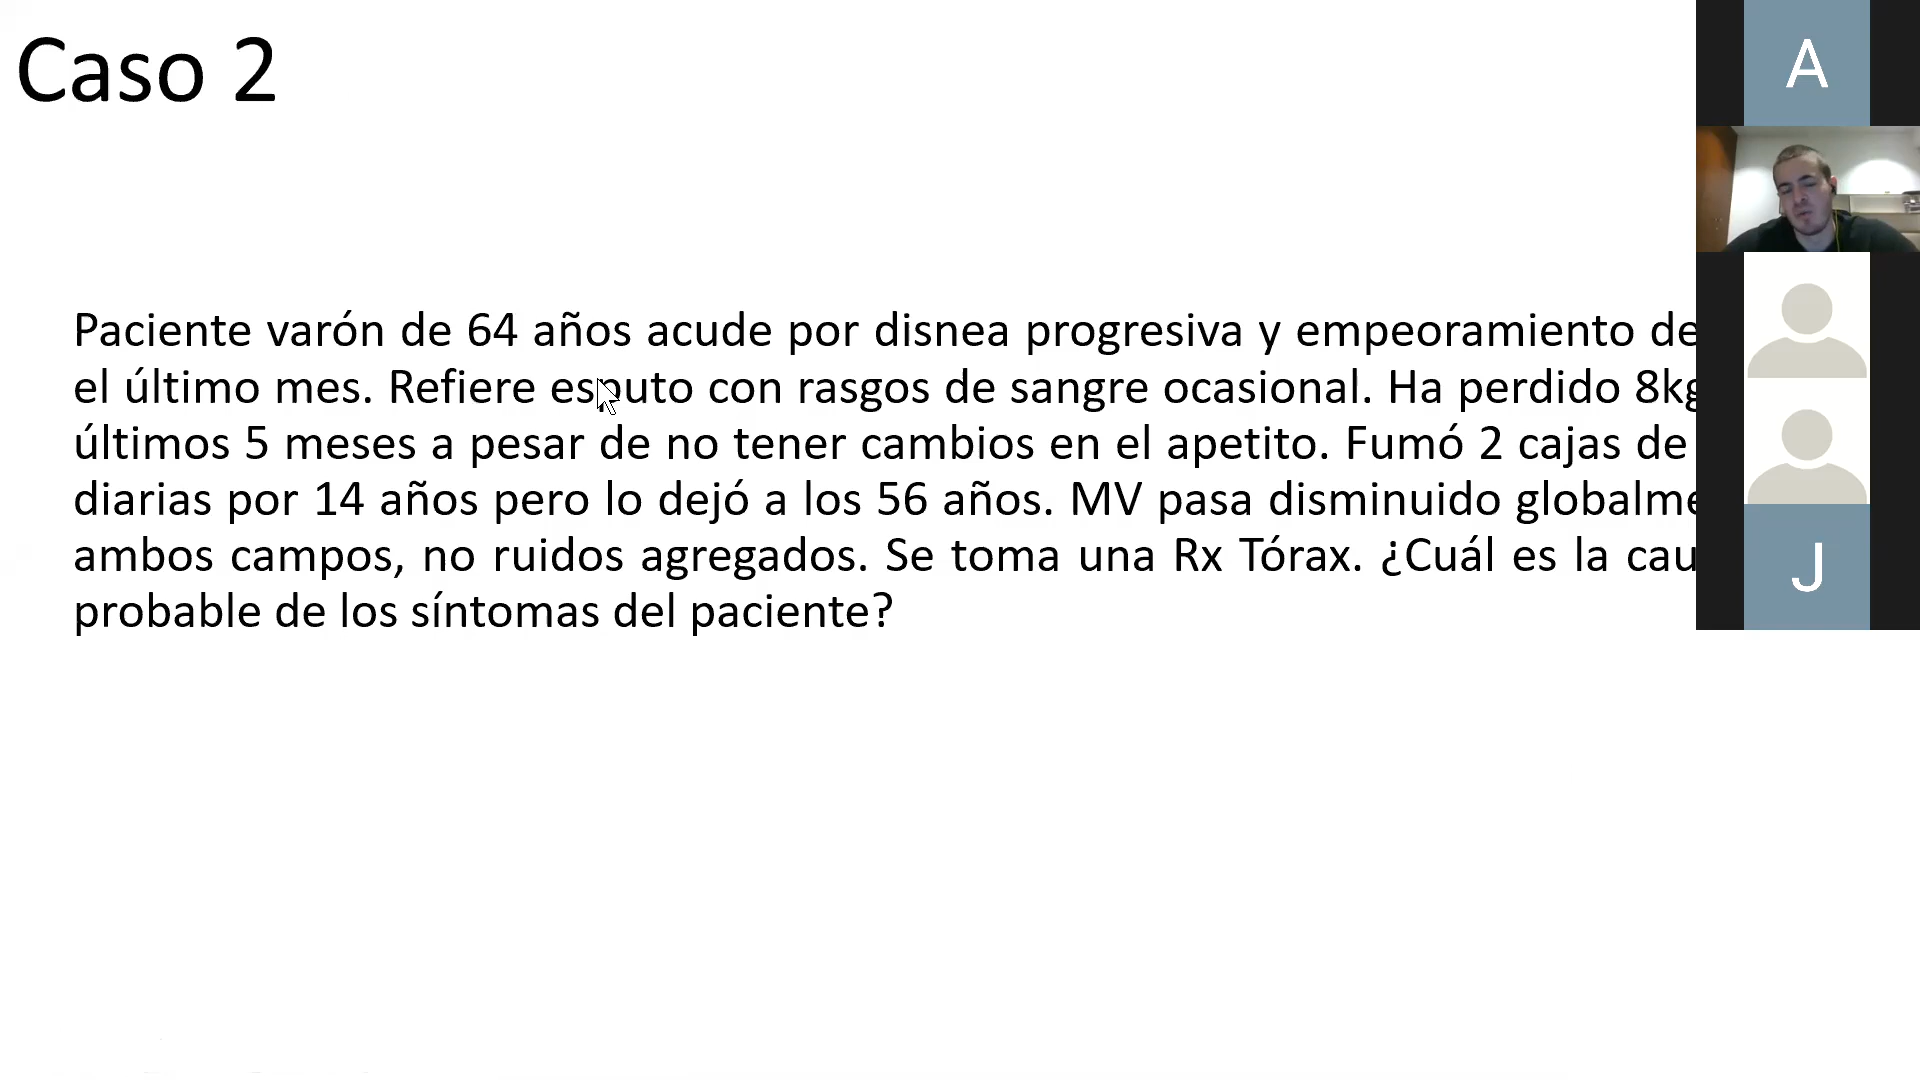 Caso 2
Paciente varón de 64 años acude por disnea progresiva y empeoramiento de
el último mes. Refiere esputo con rasgos de sangre ocasional. Ha perdido 8kg
últimos 5 meses a pesar de no tener cambios en el apetito. Fumó 2 cajas de
diarias por 14 años pero lo dejó a los 56 años. MV pasa disminuido globalme
ambos campos, no ruidos agregados. Se toma una Rx Tórax. ¿Cuál es la cau
probable de los síntomas del paciente?
A
J